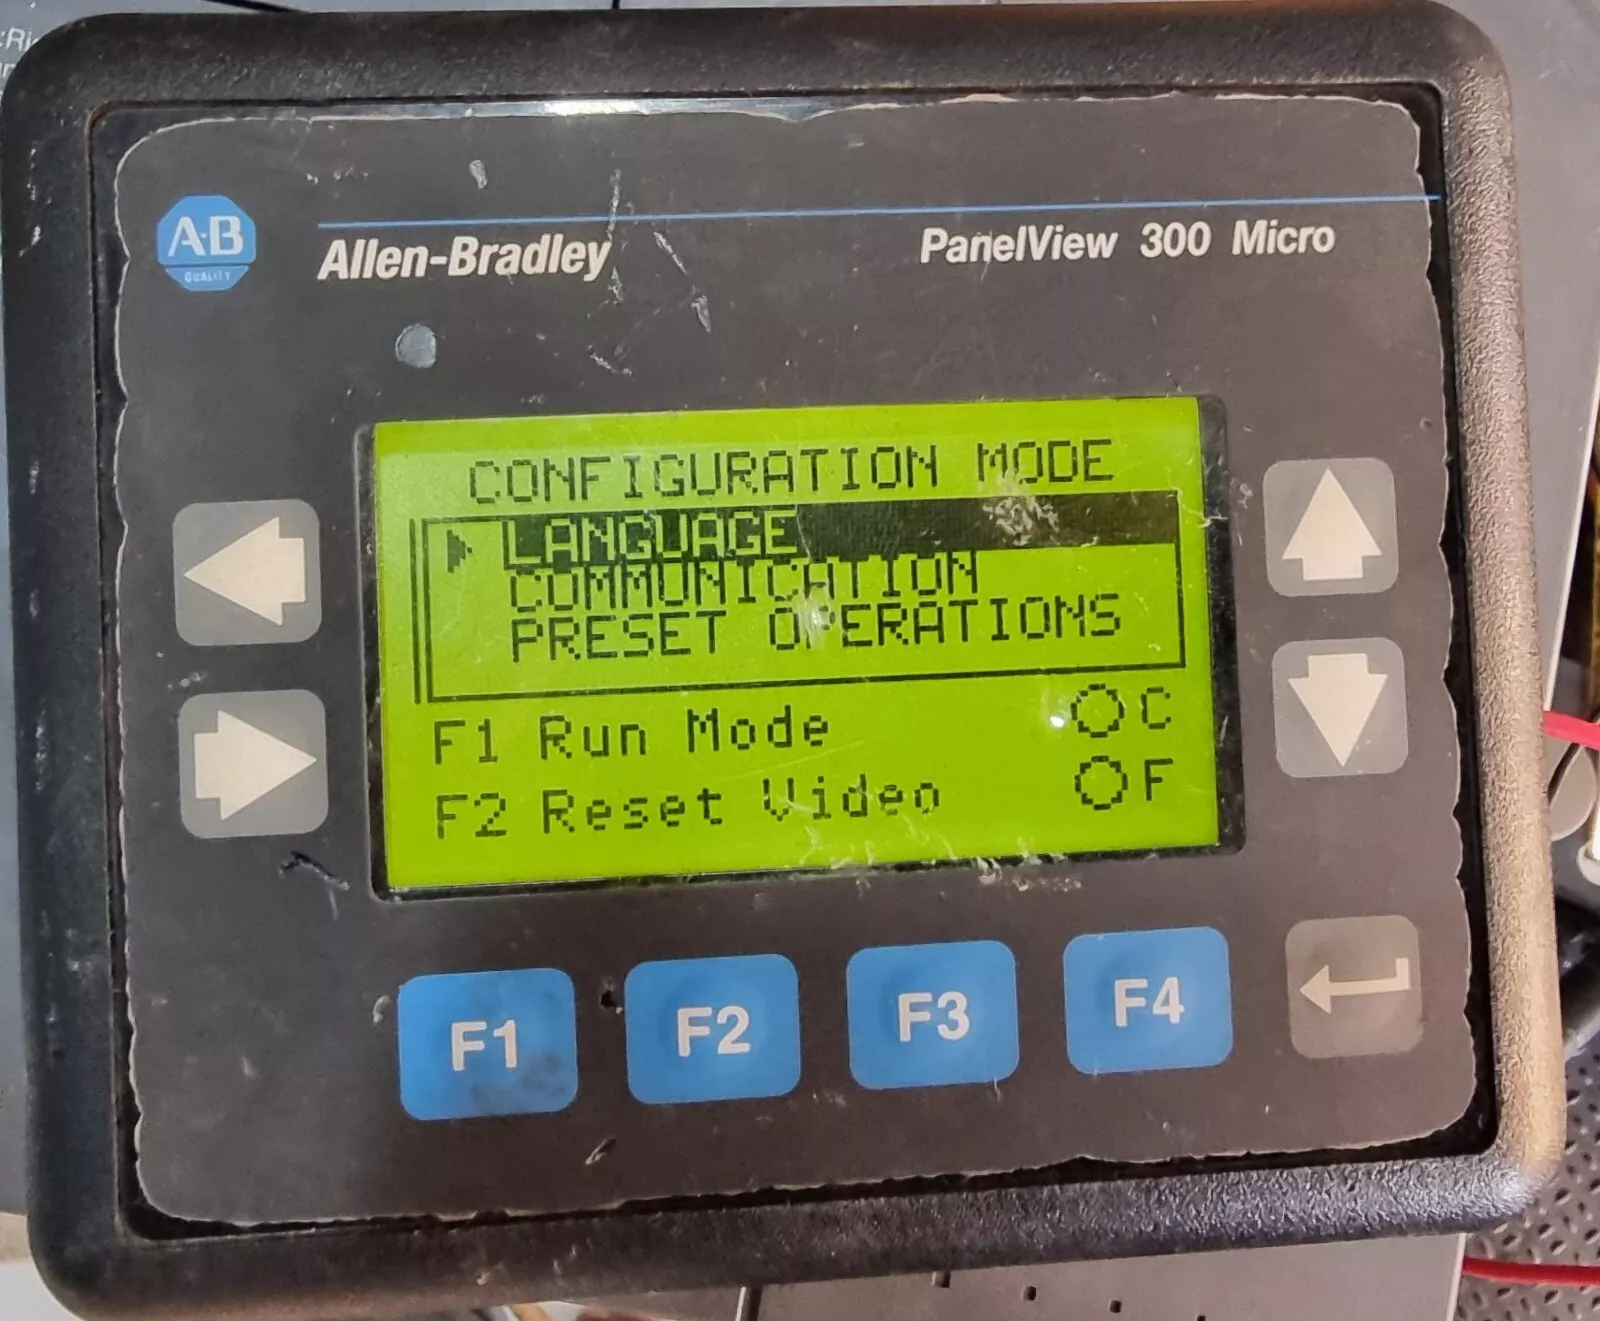 A·B
QUALITY
Allen-Bradley
PanelView 300 Micro
CONFIGURATION MODE
LANGUAGE
COMMUNICATION
PRESET OPERATIONS
F1 Run Mode
C
F2 Reset Video
F
F1
F2
F3
F4